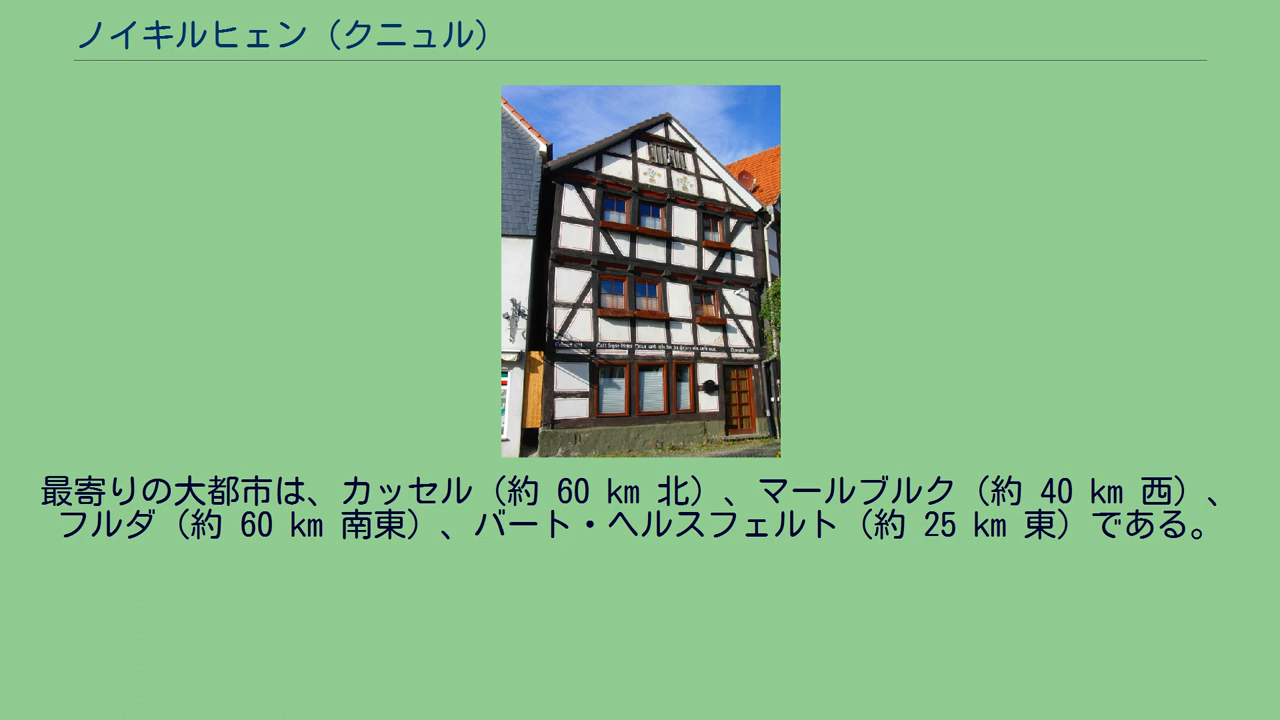 ノイキルヒェン（クニュル）
最寄りの大都市は、カッセル（約 60 km 北）、マールブルク（約 40 km 西）、
フルダ（約 60 km 南東）、バート・ヘルスフェルト（約 25 km 東）である。